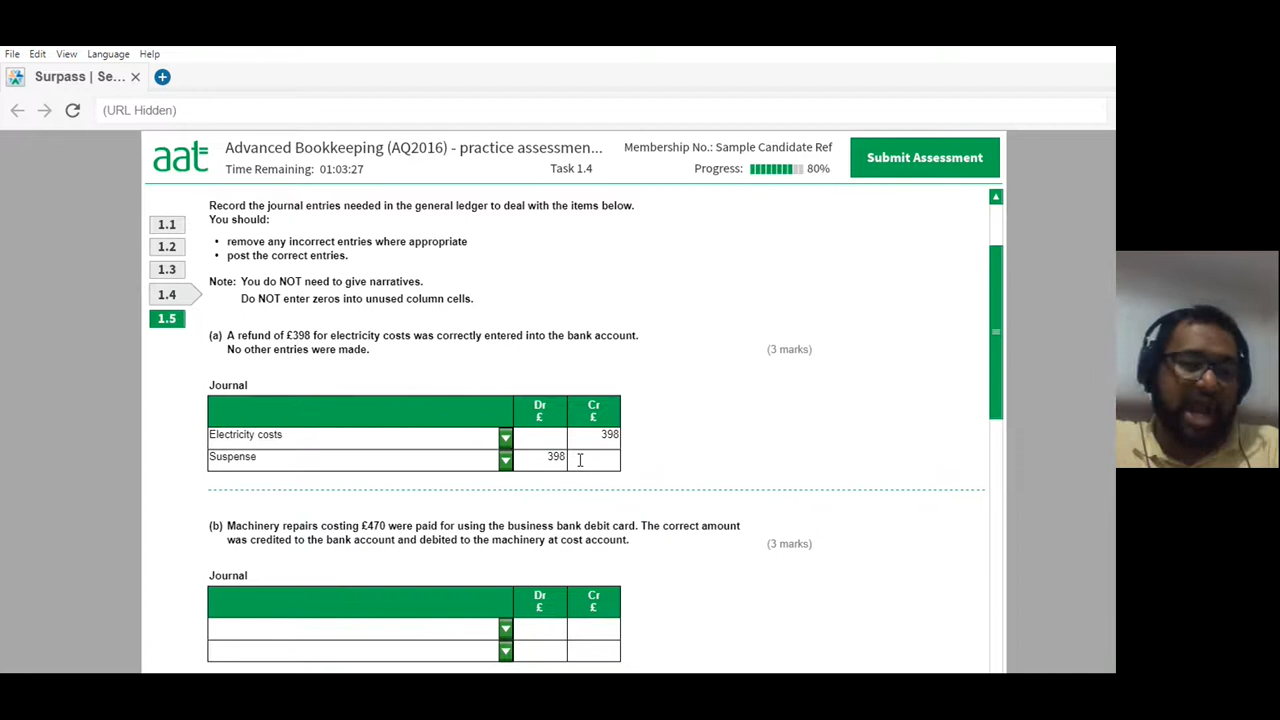 File Edit View Language Help
Surpass | Se...
(URL Hidden)
aat
Advanced Bookkeeping (AQ2016) - practice assessmen...
Membership No.: Sample Candidate Ref
Submit Assessment
Time Remaining: 01:03:27
Task 1.4
Progress:
80%
1.1
1.2
1.3
1.4
1.5
Record the journal entries needed in the general ledger to deal with the items below.
You should:
• remove any incorrect entries where appropriate
• post the correct entries.
Note: You do NOT need to give narratives.
Do NOT enter zeros into unused column cells.
(a) A refund of £398 for electricity costs was correctly entered into the bank account.
No other entries were made.
(3 marks)
Journal
Dr Cr
£ £
Electricity costs 398
Suspense 398
(b) Machinery repairs costing £470 were paid for using the business bank debit card. The correct amount
was credited to the bank account and debited to the machinery at cost account.
(3 marks)
Journal
Dr Cr
£ £